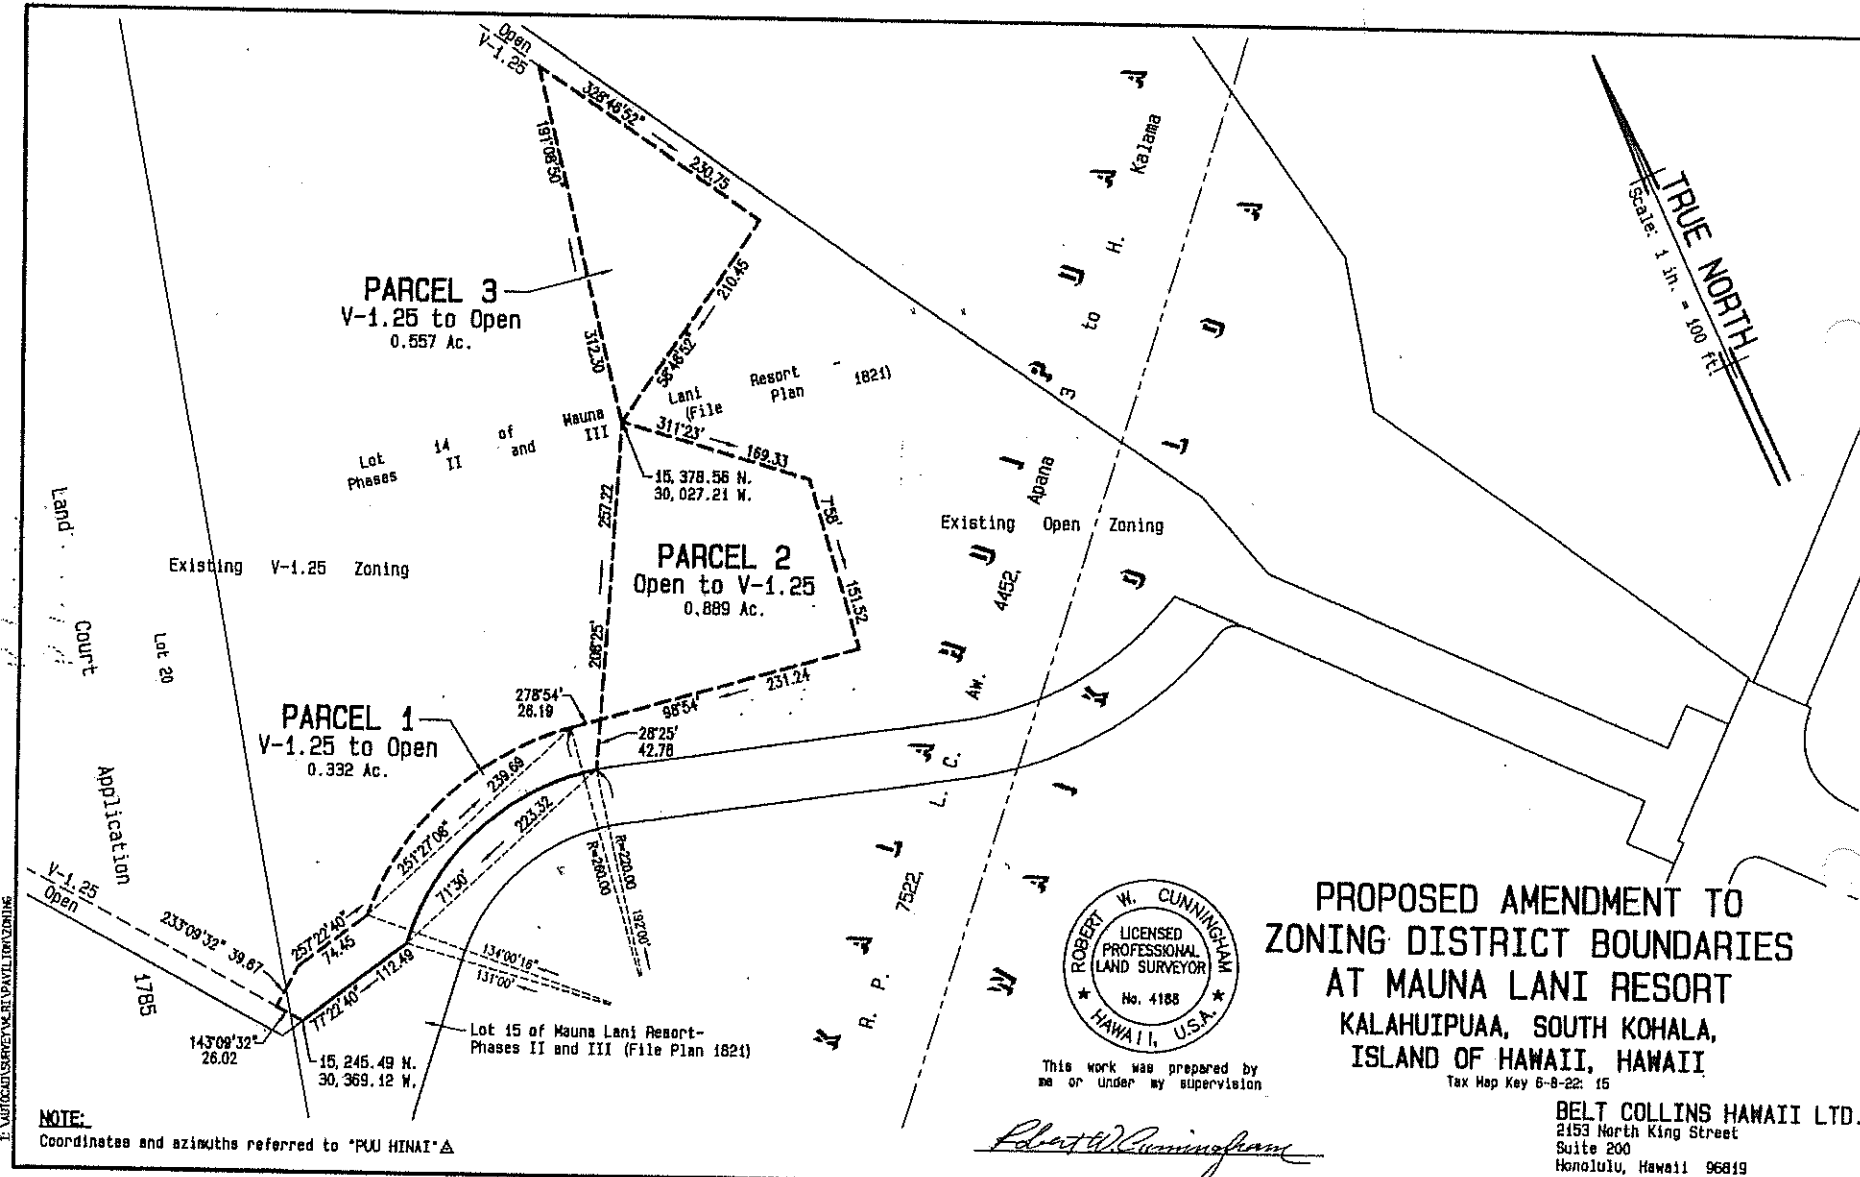 Open
V-1.25
328°46'52"
230.75
191°08'50"
312.30
210.45
58°46'52"
PARCEL 3
V-1.25 to Open
0.557 Ac.
Lot 14 of Mauna Lani Resort -
Phases II and III (File Plan 1821)
311°23'
169.33
15,378.56 N.
30,027.21 W.
7°58'
151.52
257.22
208°25'
PARCEL 2
Open to V-1.25
0.889 Ac.
Existing V-1.25 Zoning
Existing Open Zoning
Land Court Application 1785
Lot 20
278°54'
26.19
98°54'
231.24
28°25'
42.78
PARCEL 1
V-1.25 to Open
0.332 Ac.
239.69
251°27'08"
223.32
71°30'
R=260.00
R=220.00
192°00'
134°00'16"
131°00'
V-1.25
Open
233°09'32" 39.67
257°22'40"
74.45
77°22'40"
112.49
143°09'32"
26.02
15,245.49 N.
30,369.12 W.
Lot 15 of Mauna Lani Resort-
Phases II and III (File Plan 1821)
R. P. 7522, L. C. Aw. 4452, Apana 3 to H. Kalama
TRUE NORTH
Scale: 1 in. = 100 ft.
ROBERT W. CUNNINGHAM
LICENSED
PROFESSIONAL
LAND SURVEYOR
No. 4188
★ HAWAII, U.S.A. ★
This work was prepared by
me or under my supervision
Robert W. Cunningham
PROPOSED AMENDMENT TO
ZONING DISTRICT BOUNDARIES
AT MAUNA LANI RESORT
KALAHUIPUAA, SOUTH KOHALA,
ISLAND OF HAWAII, HAWAII
Tax Map Key 6-8-22: 15
BELT COLLINS HAWAII LTD.
2153 North King Street
Suite 200
Honolulu, Hawaii 96819
NOTE:
Coordinates and azimuths referred to "PUU HINAI" △